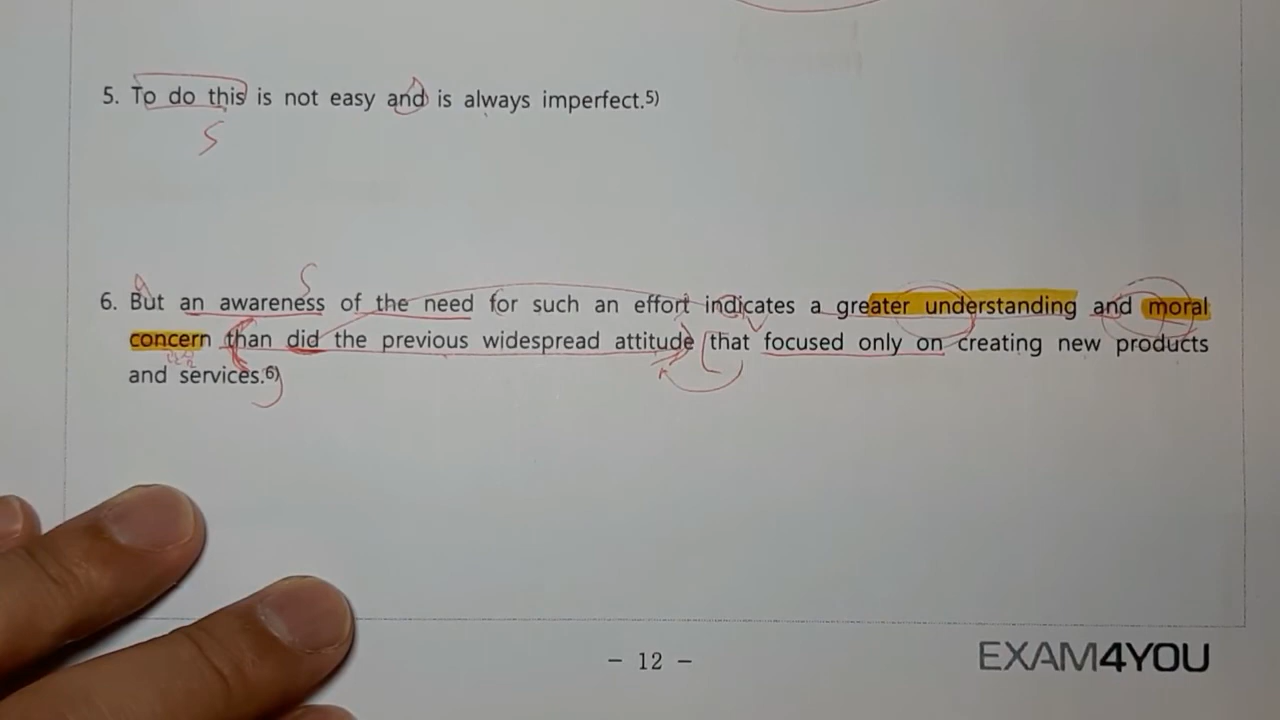 5. To do this is not easy and is always imperfect.5)
S
S
6. But an awareness of the need for such an effort indicates a greater understanding and moral
concern than did the previous widespread attitude that focused only on creating new products
and services.6)
- 12 -
EXAM4YOU